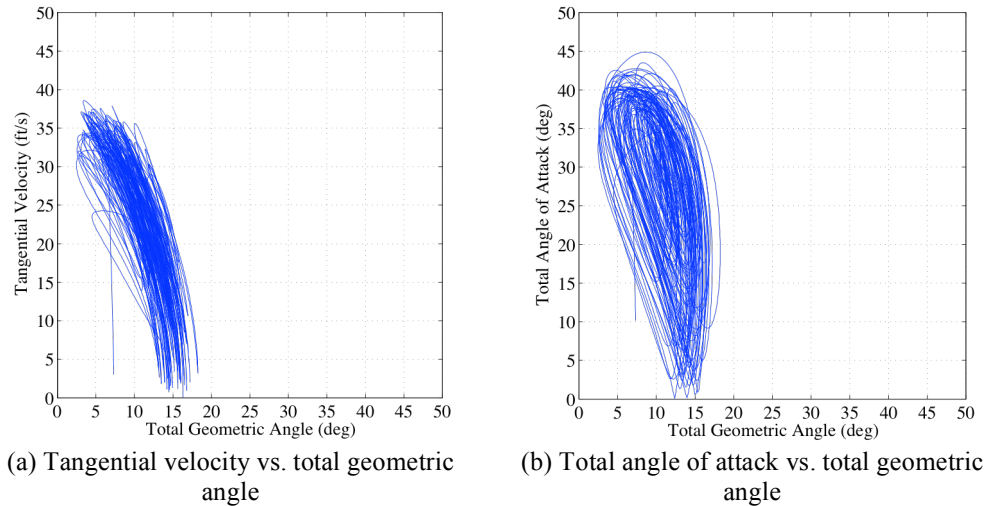 50
45
40
35
30
25
20
15
10
5
0
Tangential Velocity (ft/s)
0 5 10 15 20 25 30 35 40 45 50
Total Geometric Angle (deg)
(a) Tangential velocity vs. total geometric
angle
50
45
40
35
30
25
20
15
10
5
0
Total Angle of Attack (deg)
0 5 10 15 20 25 30 35 40 45 50
Total Geometric Angle (deg)
(b) Total angle of attack vs. total geometric
angle